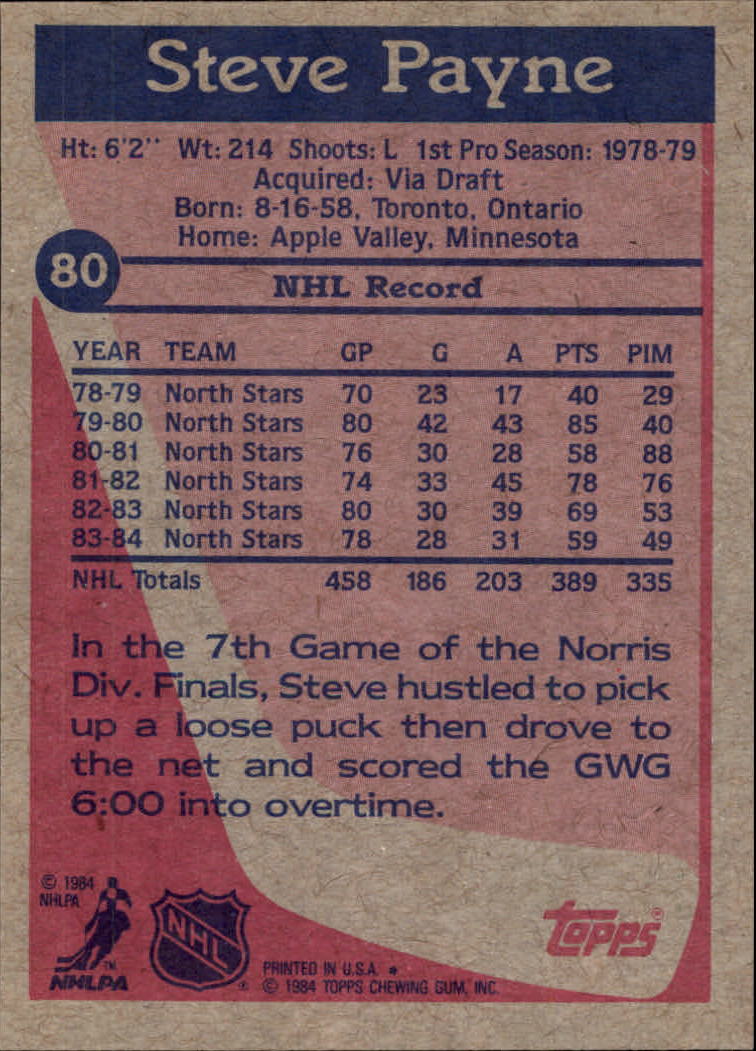 Steve Payne
Ht: 6'2'' Wt: 214 Shoots: L 1st Pro Season: 1978-79
Acquired: Via Draft
Born: 8-16-58, Toronto, Ontario
Home: Apple Valley, Minnesota
80
NHL Record
YEAR TEAM GP G A PTS PIM
78-79 North Stars 70 23 17 40 29
79-80 North Stars 80 42 43 85 40
80-81 North Stars 76 30 28 58 88
81-82 North Stars 74 33 45 78 76
82-83 North Stars 80 30 39 69 53
83-84 North Stars 78 28 31 59 49
NHL Totals 458 186 203 389 335
In the 7th Game of the Norris
Div. Finals, Steve hustled to pick
up a loose puck then drove to
the net and scored the GWG
6:00 into overtime.
© 1984
NHLPA
™
NHLPA
NHL
®
topps®
PRINTED IN U.S.A. *
© 1984 TOPPS CHEWING GUM, INC.